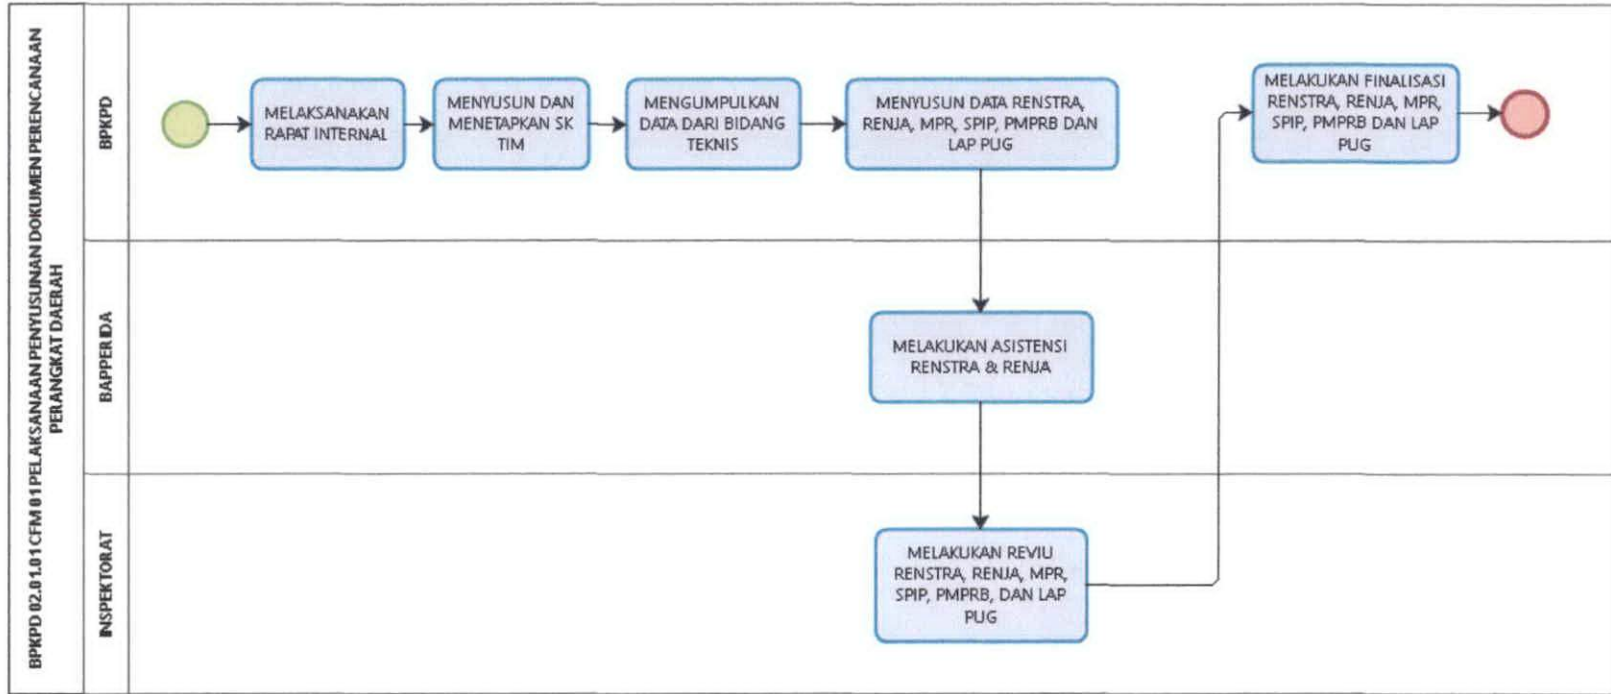 BPKPD 02.01.01 CFM 01 PELAKSANAAN PENYUSUNAN DOKUMEN PERENCANAAN
PERANGKAT DAERAH
BPKPD
MELAKSANAKAN
RAPAT INTERNAL
MENYUSUN DAN
MENETAPKAN SK
TIM
MENGUMPULKAN
DATA DARI BIDANG
TEKNIS
MENYUSUN DATA RENSTRA,
RENJA, MPR, SPIP, PMPRB DAN
LAP PUG
MELAKUKAN FINALISASI
RENSTRA, RENJA, MPR,
SPIP, PMPRB DAN LAP
PUG
BAPPERIDA
MELAKUKAN ASISTENSI
RENSTRA & RENJA
INSPEKTORAT
MELAKUKAN REVIU
RENSTRA, RENJA, MPR,
SPIP, PMPRB, DAN LAP
PUG